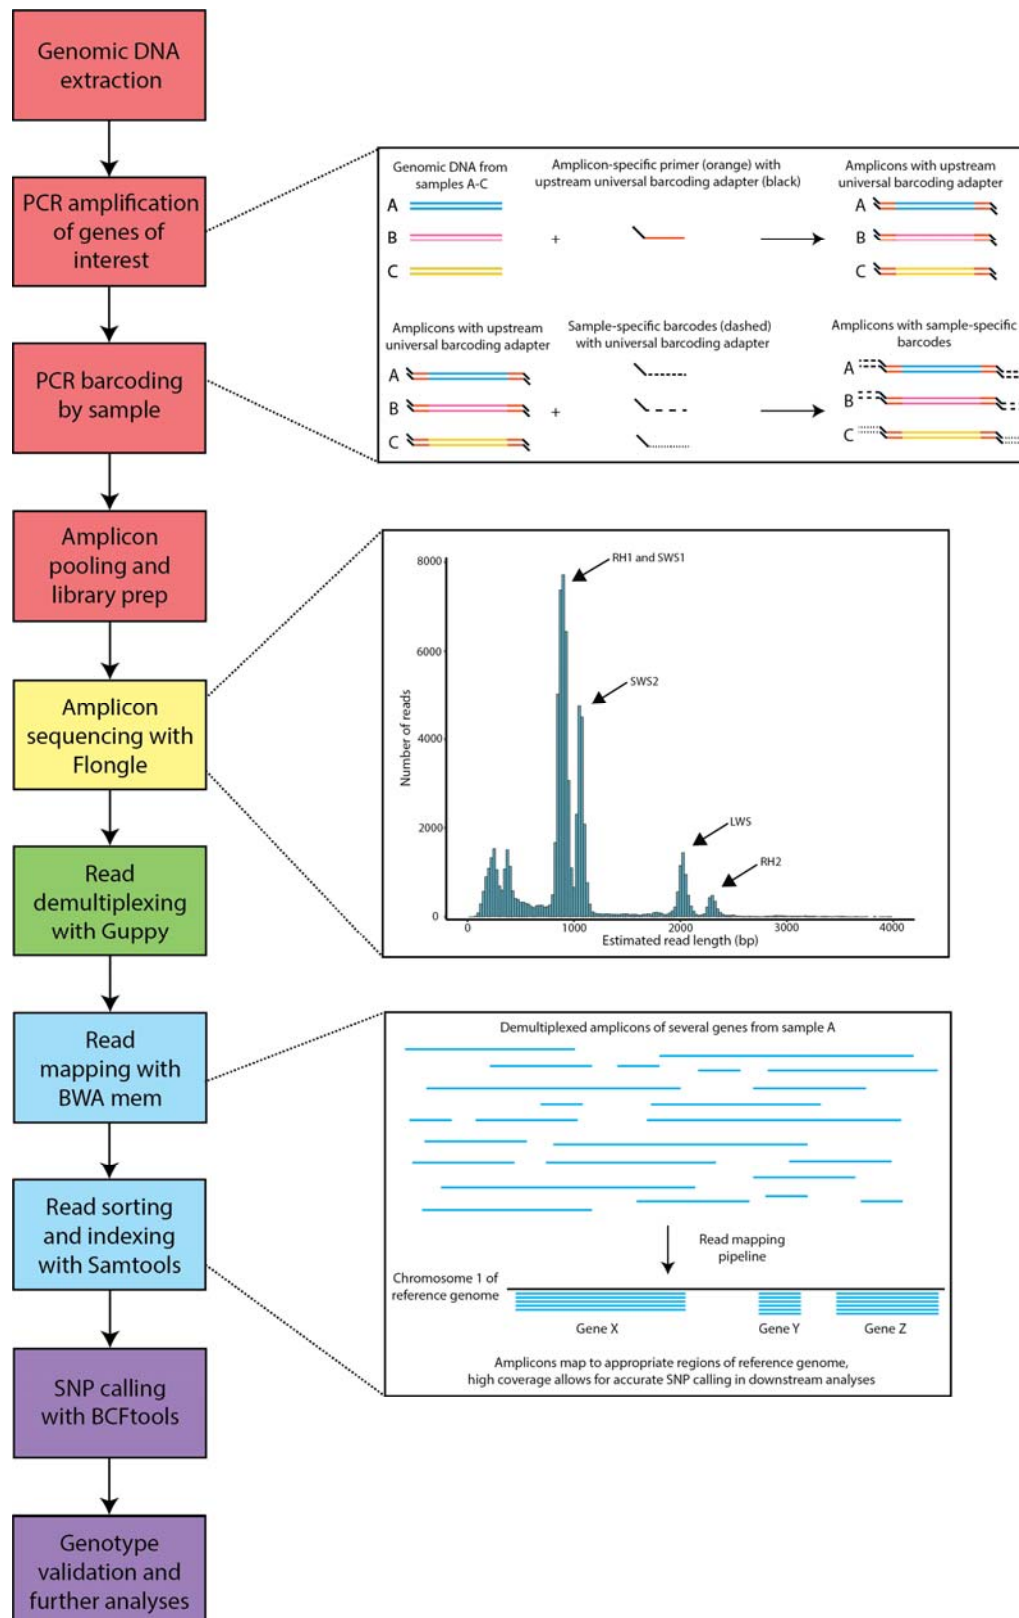 Genomic DNA
extraction
PCR amplification
of genes of
interest
PCR barcoding
by sample
Amplicon
pooling and
library prep
Amplicon
sequencing with
Flongle
Read
demultiplexing
with Guppy
Read
mapping with
BWA mem
Read sorting
and indexing
with Samtools
SNP calling
with BCFtools
Genotype
validation and
further analyses
Genomic DNA from
samples A-C
Amplicon-specific primer (orange) with
upstream universal barcoding adapter (black)
Amplicons with upstream
universal barcoding adapter
A
B
C
+
A
B
C
Amplicons with upstream
universal barcoding adapter
Sample-specific barcodes (dashed)
with universal barcoding adapter
Amplicons with sample-specific
barcodes
A
B
C
+
A
B
C
8000
6000
4000
2000
0
Number of reads
RH1 and SWS1
SWS2
LWS
RH2
0 1000 2000 3000 4000
Estimated read length (bp)
Demultiplexed amplicons of several genes from sample A
Read mapping
pipeline
Chromosome 1 of
reference genome
Gene X Gene Y Gene Z
Amplicons map to appropriate regions of reference genome,
high coverage allows for accurate SNP calling in downstream analyses